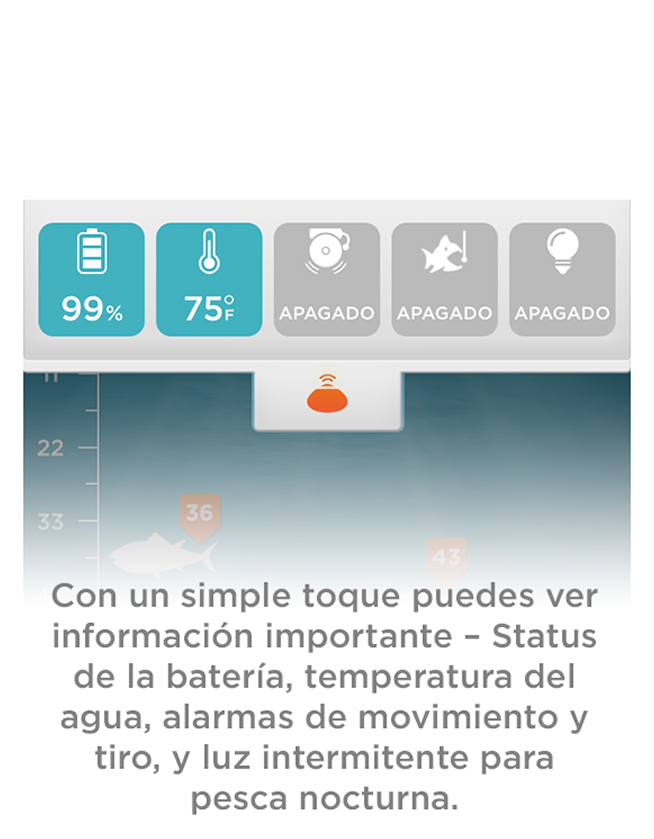 99% 75°F APAGADO APAGADO APAGADO
22
36
33
43
Con un simple toque puedes ver
información importante – Status
de la batería, temperatura del
agua, alarmas de movimiento y
tiro, y luz intermitente para
pesca nocturna.